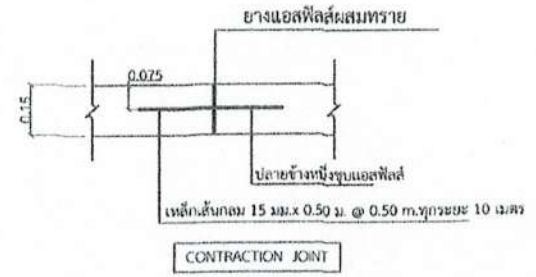 ยางแอสฟิลส์ผสมทราย
0.075
0.15
ปลายข้างหนึ่งชุบแอสฟิลส์
เหล็กเส้นกลม 15 มม.x 0.50 ม. @ 0.50 m.ทุกระยะ 10 เมตร
CONTRACTION JOINT